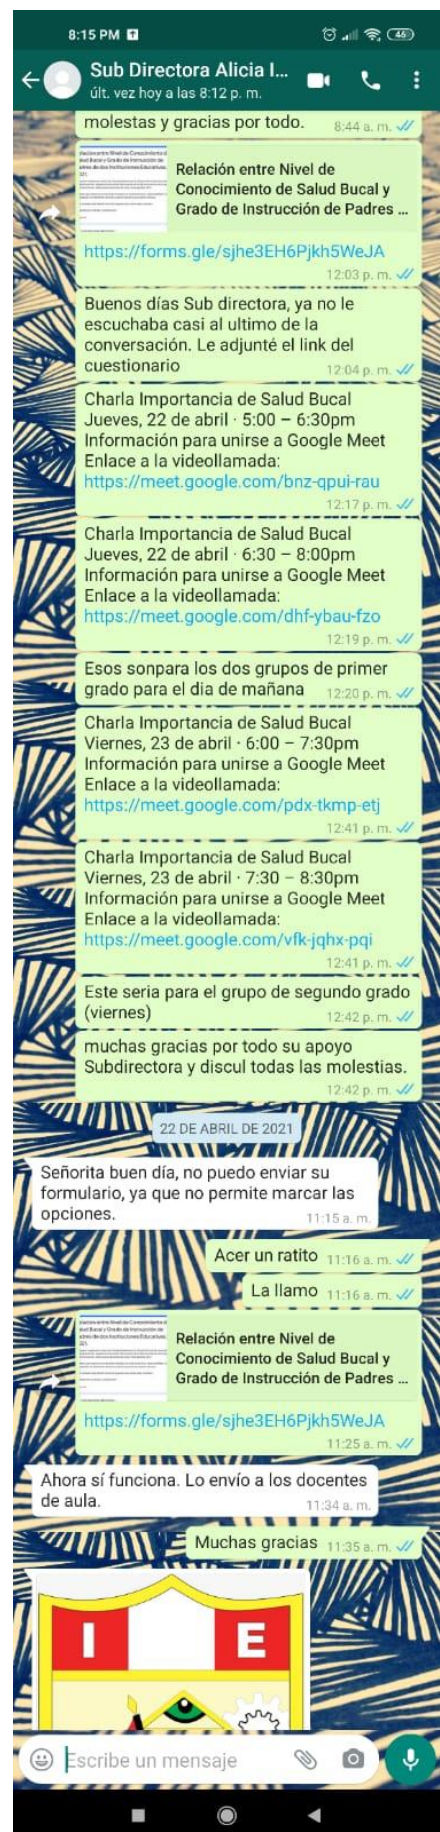 8:15 PM
46
Sub Directora Alicia I...
últ. vez hoy a las 8:12 p. m.
molestas y gracias por todo. 8:44 a. m.
Relación entre Nivel de
Conocimiento de Salud Bucal y
Grado de Instrucción de Padres ...
https://forms.gle/sjhe3EH6Pjkh5WeJA
12:03 p. m.
Buenos días Sub directora, ya no le
escuchaba casi al ultimo de la
conversación. Le adjunté el link del
cuestionario 12:04 p. m.
Charla Importancia de Salud Bucal
Jueves, 22 de abril · 5:00 – 6:30pm
Información para unirse a Google Meet
Enlace a la videollamada:
https://meet.google.com/bnz-qpui-rau
12:17 p. m.
Charla Importancia de Salud Bucal
Jueves, 22 de abril · 6:30 – 8:00pm
Información para unirse a Google Meet
Enlace a la videollamada:
https://meet.google.com/dhf-ybau-fzo
12:19 p. m.
Esos sonpara los dos grupos de primer
grado para el dia de mañana 12:20 p. m.
Charla Importancia de Salud Bucal
Viernes, 23 de abril · 6:00 – 7:30pm
Información para unirse a Google Meet
Enlace a la videollamada:
https://meet.google.com/pdx-tkmp-etj
12:41 p. m.
Charla Importancia de Salud Bucal
Viernes, 23 de abril · 7:30 – 8:30pm
Información para unirse a Google Meet
Enlace a la videollamada:
https://meet.google.com/vfk-jqhx-pqi
12:41 p. m.
Este seria para el grupo de segundo grado
(viernes) 12:42 p. m.
muchas gracias por todo su apoyo
Subdirectora y discul todas las molestias.
12:42 p. m.
22 DE ABRIL DE 2021
Señorita buen día, no puedo enviar su
formulario, ya que no permite marcar las
opciones. 11:15 a. m.
Acer un ratito 11:16 a. m.
La llamo 11:16 a. m.
Relación entre Nivel de
Conocimiento de Salud Bucal y
Grado de Instrucción de Padres ...
https://forms.gle/sjhe3EH6Pjkh5WeJA
11:25 a. m.
Ahora sí funciona. Lo envío a los docentes
de aula. 11:34 a. m.
Muchas gracias 11:35 a. m.
I E
Escribe un mensaje